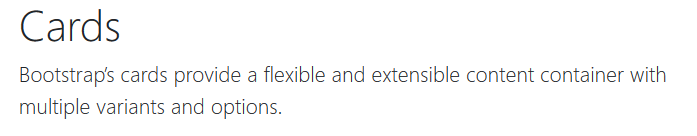 Cards
Bootstrap’s cards provide a flexible and extensible content container with
multiple variants and options.